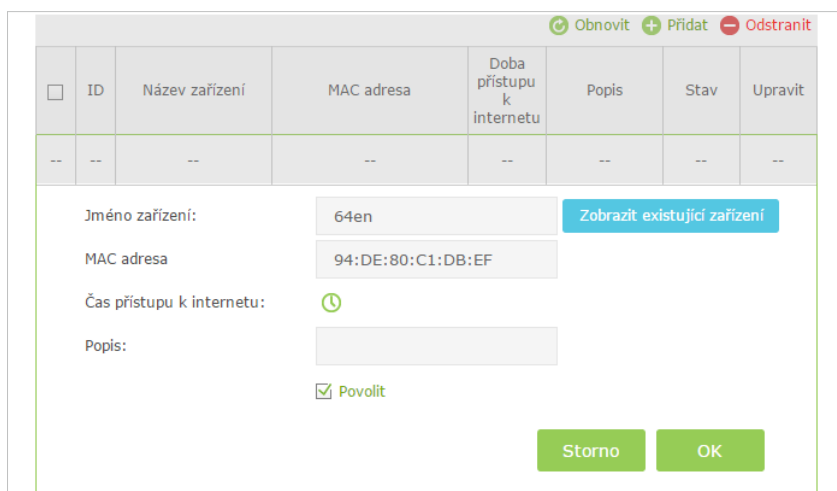 Obnovit Přidat Odstranit
ID Název zařízení MAC adresa Doba přístupu k internetu Popis Stav Upravit
-- -- -- -- -- -- -- --
Jméno zařízení: 64en Zobrazit existující zařízení
MAC adresa 94:DE:80:C1:DB:EF
Čas přístupu k internetu:
Popis:
Povolit
Storno OK